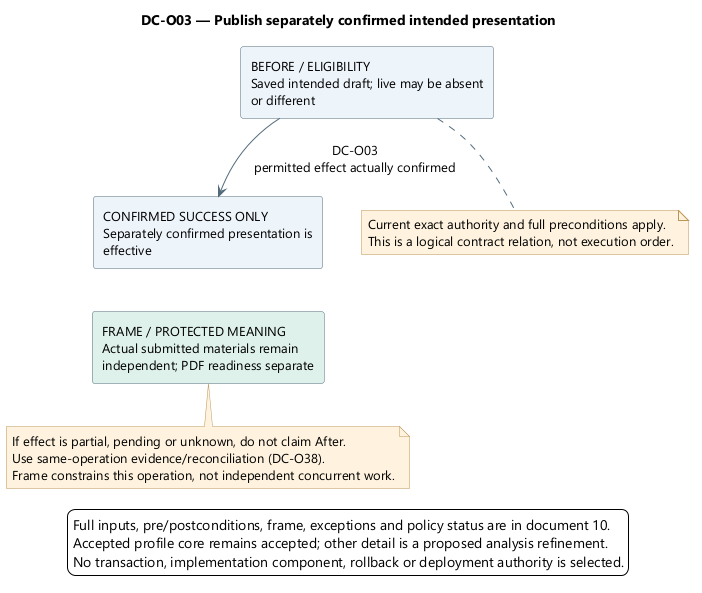 DC-O03 — Publish separately confirmed intended presentation
BEFORE / ELIGIBILITY
Saved intended draft; live may be absent
or different
DC-O03
permitted effect actually confirmed
CONFIRMED SUCCESS ONLY
Separately confirmed presentation is
effective
Current exact authority and full preconditions apply.
This is a logical contract relation, not execution order.
FRAME / PROTECTED MEANING
Actual submitted materials remain
independent; PDF readiness separate
If effect is partial, pending or unknown, do not claim After.
Use same-operation evidence/reconciliation (DC-O38).
Frame constrains this operation, not independent concurrent work.
Full inputs, pre/postconditions, frame, exceptions and policy status are in document 10.
Accepted profile core remains accepted; other detail is a proposed analysis refinement.
No transaction, implementation component, rollback or deployment authority is selected.